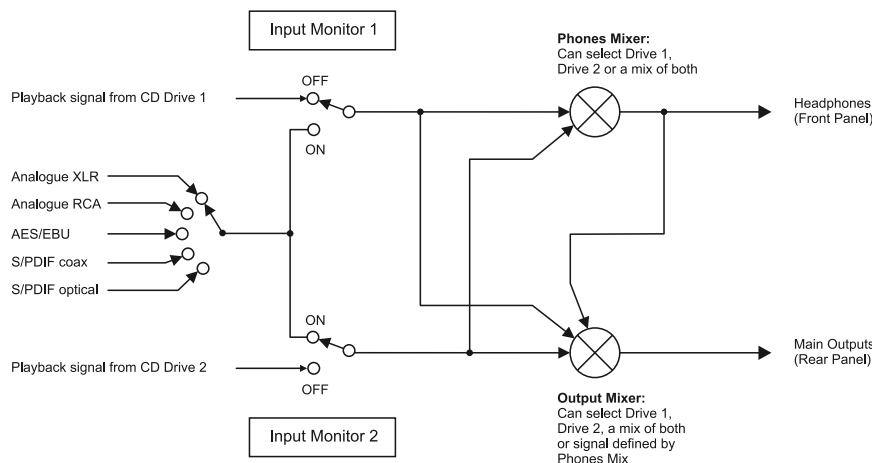 Input Monitor 1
Phones Mixer:
Can select Drive 1,
Drive 2 or a mix of both
OFF
Playback signal from CD Drive 1
Headphones
(Front Panel)
ON
Analogue XLR
Analogue RCA
AES/EBU
S/PDIF coax
S/PDIF optical
ON
Main Outputs
(Rear Panel)
Playback signal from CD Drive 2
OFF
Output Mixer:
Can select Drive 1,
Drive 2, a mix of both
or signal defined by
Phones Mix
Input Monitor 2